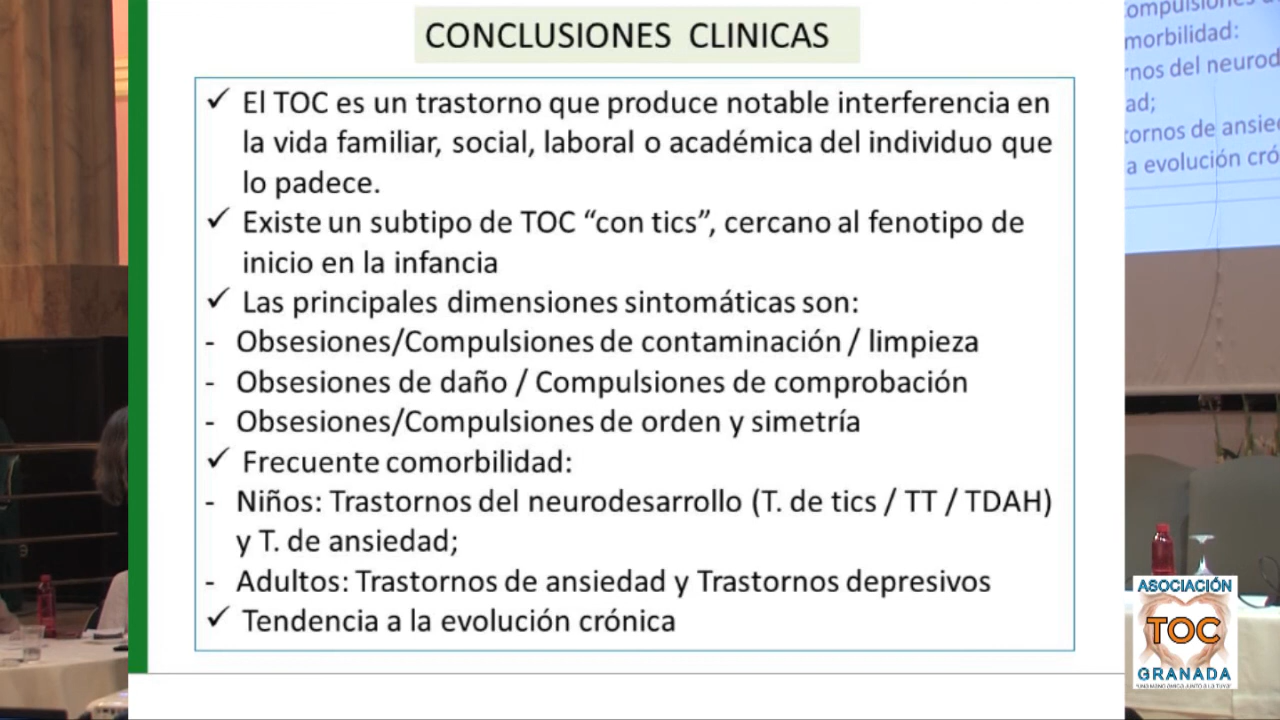 CONCLUSIONES CLINICAS
✓ El TOC es un trastorno que produce notable interferencia en
la vida familiar, social, laboral o académica del individuo que
lo padece.
✓ Existe un subtipo de TOC “con tics”, cercano al fenotipo de
inicio en la infancia
✓ Las principales dimensiones sintomáticas son:
- Obsesiones/Compulsiones de contaminación / limpieza
- Obsesiones de daño / Compulsiones de comprobación
- Obsesiones/Compulsiones de orden y simetría
✓ Frecuente comorbilidad:
- Niños: Trastornos del neurodesarrollo (T. de tics / TT / TDAH)
y T. de ansiedad;
- Adultos: Trastornos de ansiedad y Trastornos depresivos
✓ Tendencia a la evolución crónica
morbilidad:
rnos del neurod
ad;
tornos de ansie
a evolución cró
ASOCIACIÓN
TOC
GRANADA